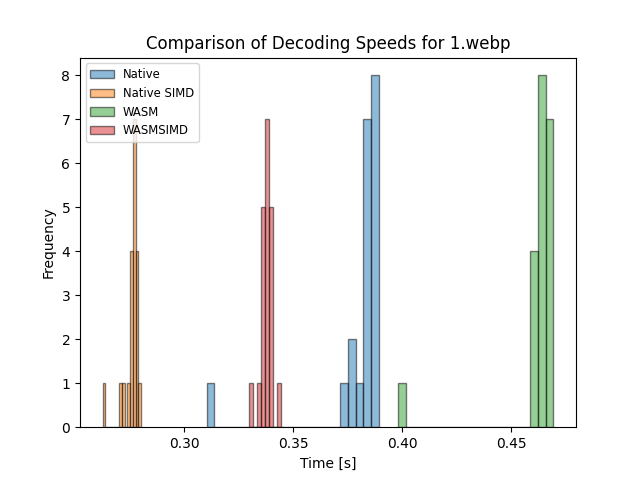 Comparison of Decoding Speeds for 1.webp
Native
Native SIMD
WASM
WASMSIMD
8
7
6
5
4
3
2
1
0
Frequency
0.30 0.35 0.40 0.45
Time [s]